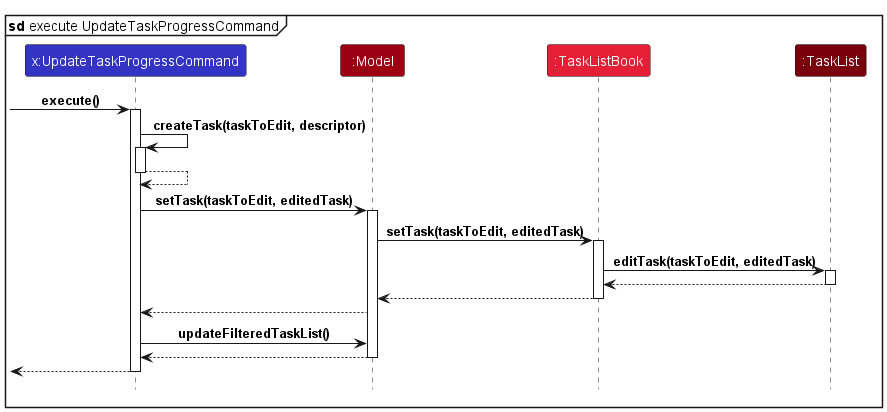 sd execute UpdateTaskProgressCommand
x:UpdateTaskProgressCommand
:Model
:TaskListBook
:TaskList
execute()
createTask(taskToEdit, descriptor)
setTask(taskToEdit, editedTask)
setTask(taskToEdit, editedTask)
editTask(taskToEdit, editedTask)
updateFilteredTaskList()